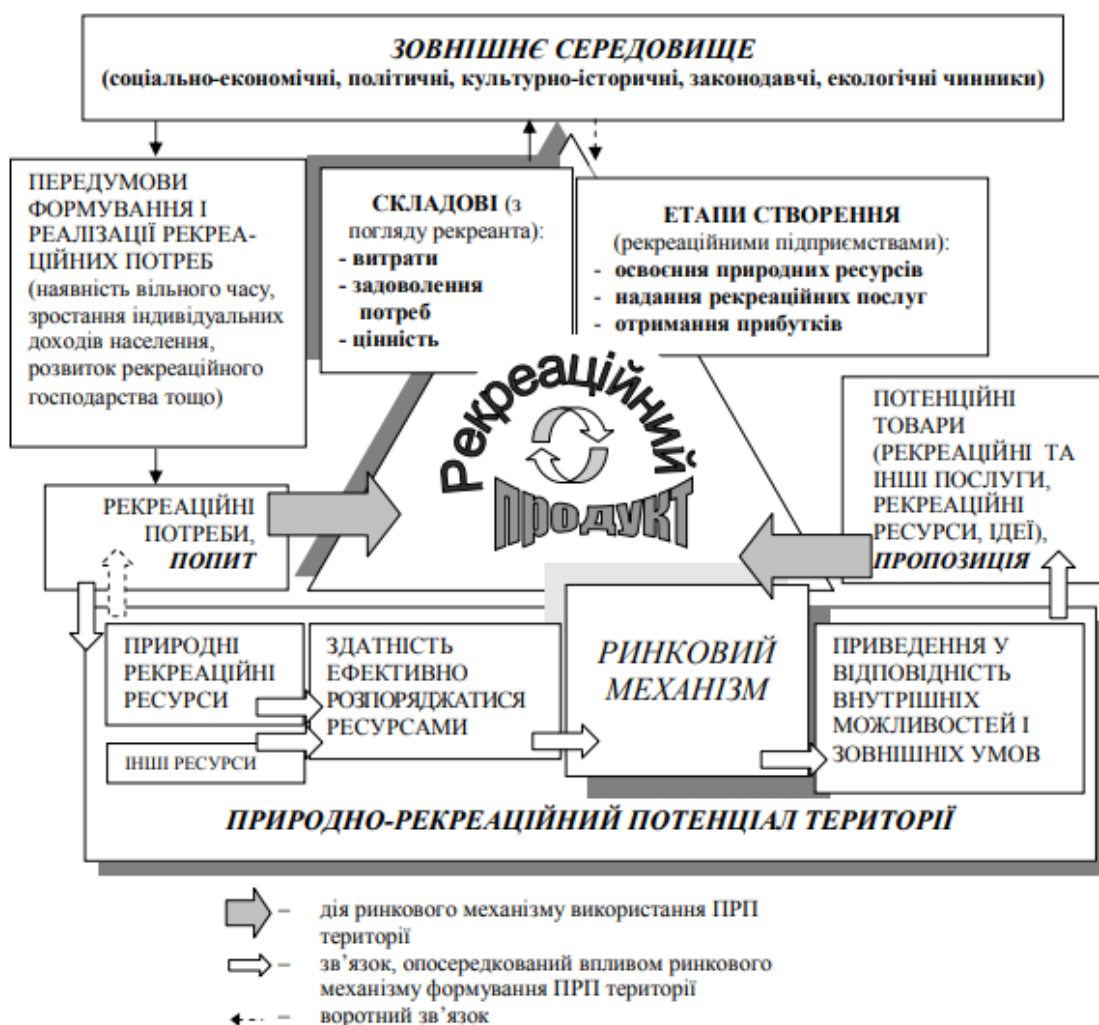 ЗОВНІШНЄ СЕРЕДОВИЩЕ
(соціально-економічні, політичні, культурно-історичні, законодавчі, екологічні чинники)
ПЕРЕДУМОВИ
ФОРМУВАННЯ І
РЕАЛІЗАЦІЇ РЕКРЕА-
ЦІЙНИХ ПОТРЕБ
(наявність вільного часу,
зростання індивідуальних
доходів населення,
розвиток рекреаційного
господарства тощо)
СКЛАДОВІ (з
погляду рекреанта):
- витрати
- задоволення
потреб
- цінність
ЕТАПИ СТВОРЕННЯ
(рекреаційними підприємствами):
- освоєння природних ресурсів
- надання рекреаційних послуг
- отримання прибутків
Рекреаційний
продукт
ПОТЕНЦІЙНІ
ТОВАРИ
(РЕКРЕАЦІЙНІ ТА
ІНШІ ПОСЛУГИ,
РЕКРЕАЦІЙНІ
РЕСУРСИ, ІДЕЇ),
ПРОПОЗИЦІЯ
РЕКРЕАЦІЙНІ
ПОТРЕБИ,
ПОПИТ
ПРИРОДНІ
РЕКРЕАЦІЙНІ
РЕСУРСИ
ІНШІ РЕСУРСИ
ЗДАТНІСТЬ
ЕФЕКТИВНО
РОЗПОРЯДЖАТИСЯ
РЕСУРСАМИ
РИНКОВИЙ
МЕХАНІЗМ
ПРИВЕДЕННЯ У
ВІДПОВІДНІСТЬ
ВНУТРІШНІХ
МОЖЛИВОСТЕЙ І
ЗОВНІШНІХ УМОВ
ПРИРОДНО-РЕКРЕАЦІЙНИЙ ПОТЕНЦІАЛ ТЕРИТОРІЇ
– дія ринкового механізму використання ПРП
території
– зв’язок, опосередкований впливом ринкового
механізму формування ПРП території
– воротний зв’язок